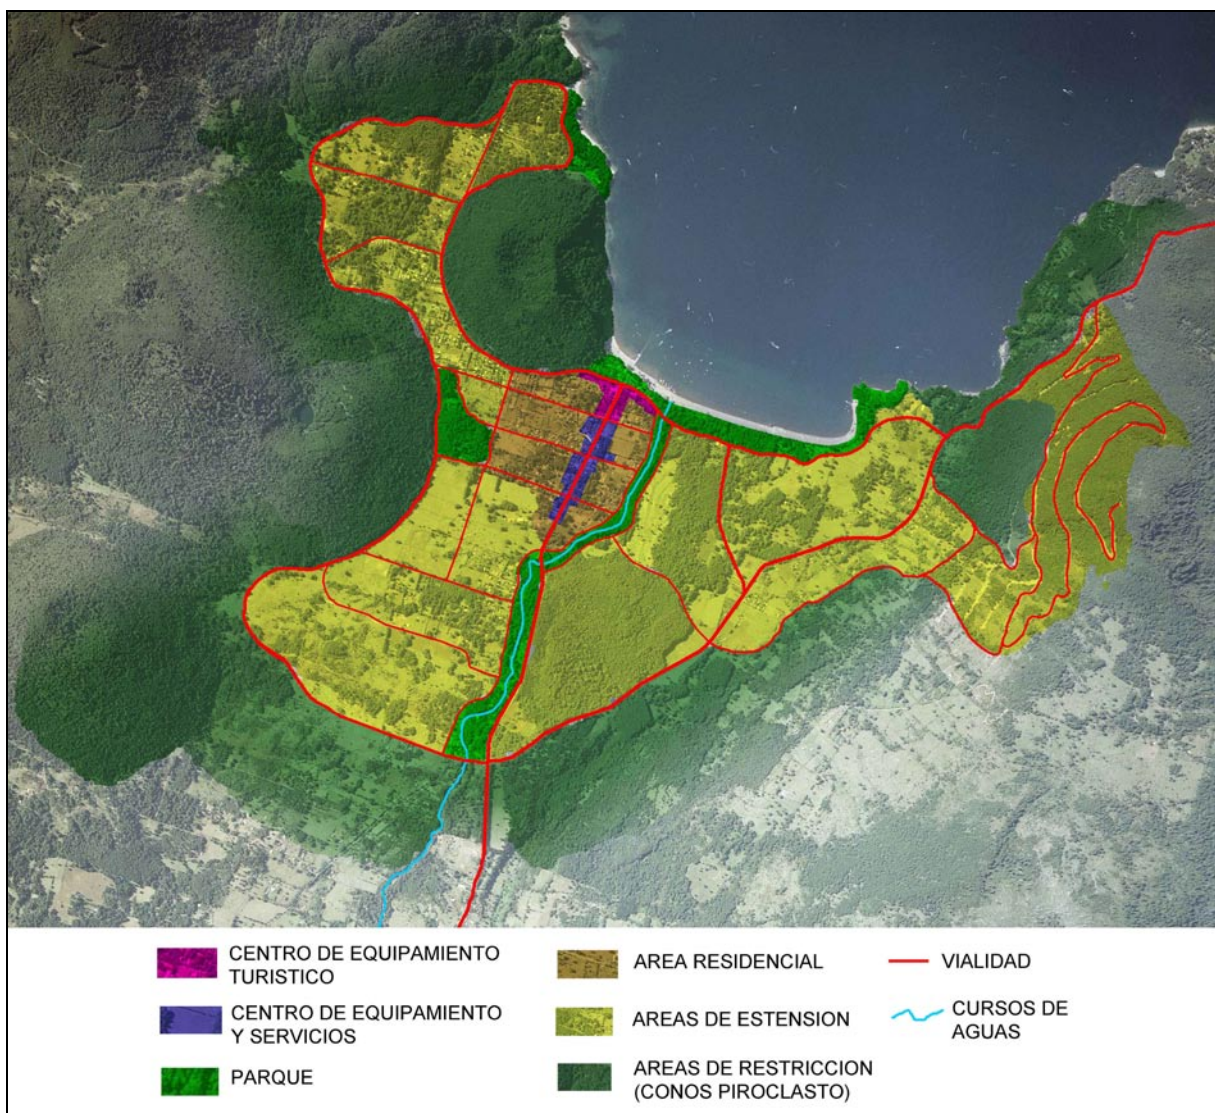 CENTRO DE EQUIPAMIENTO
TURISTICO
CENTRO DE EQUIPAMIENTO
Y SERVICIOS
PARQUE
AREA RESIDENCIAL
AREAS DE ESTENSION
AREAS DE RESTRICCION
(CONOS PIROCLASTO)
VIALIDAD
CURSOS DE
AGUAS